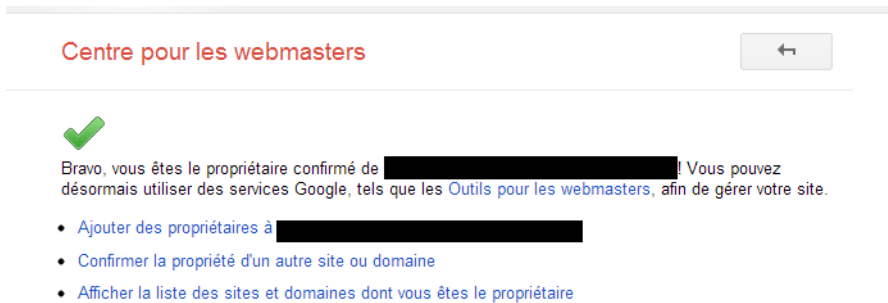 Centre pour les webmasters
Bravo, vous êtes le propriétaire confirmé de ! Vous pouvez
désormais utiliser des services Google, tels que les Outils pour les webmasters, afin de gérer votre site.
• Ajouter des propriétaires à
• Confirmer la propriété d'un autre site ou domaine
• Afficher la liste des sites et domaines dont vous êtes le propriétaire